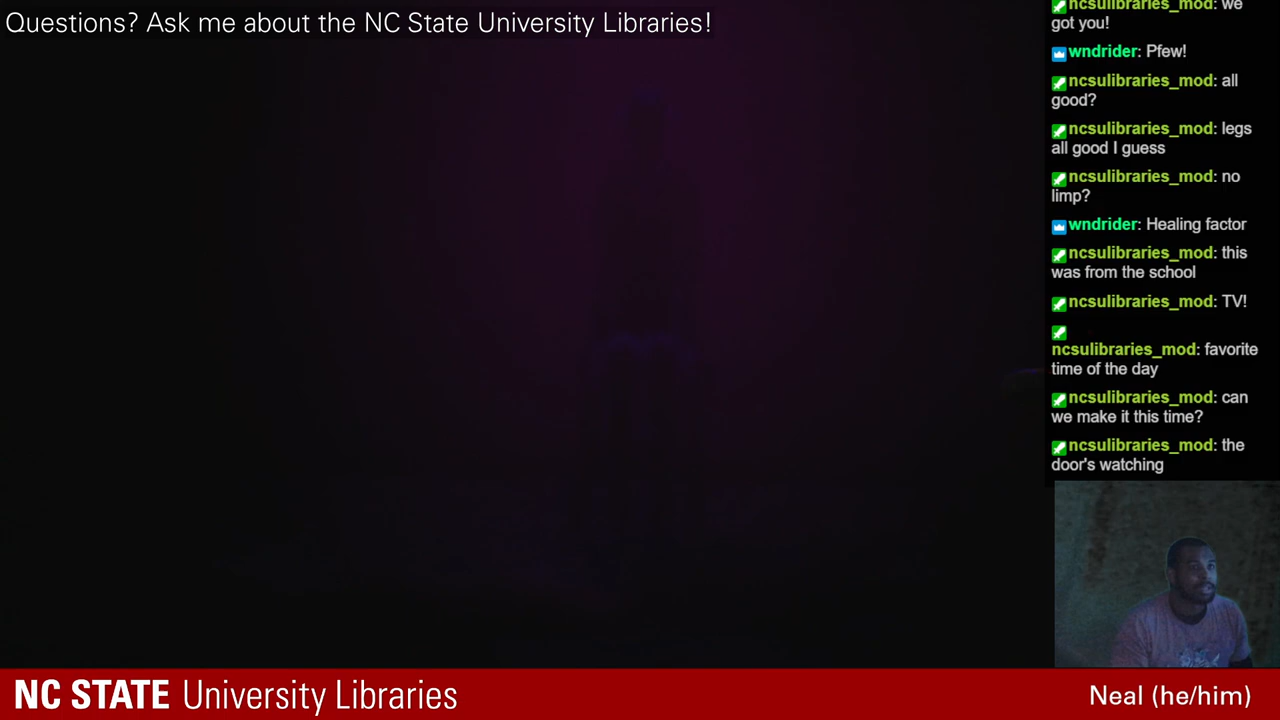 Questions? Ask me about the NC State University Libraries!
ncsulibraries_mod: we
got you!
wndrider: Pfew!
ncsulibraries_mod: all
good?
ncsulibraries_mod: legs
all good I guess
ncsulibraries_mod: no
limp?
wndrider: Healing factor
ncsulibraries_mod: this
was from the school
ncsulibraries_mod: TV!
ncsulibraries_mod: favorite
time of the day
ncsulibraries_mod: can
we make it this time?
ncsulibraries_mod: the
door's watching
NC STATE University Libraries
Neal (he/him)